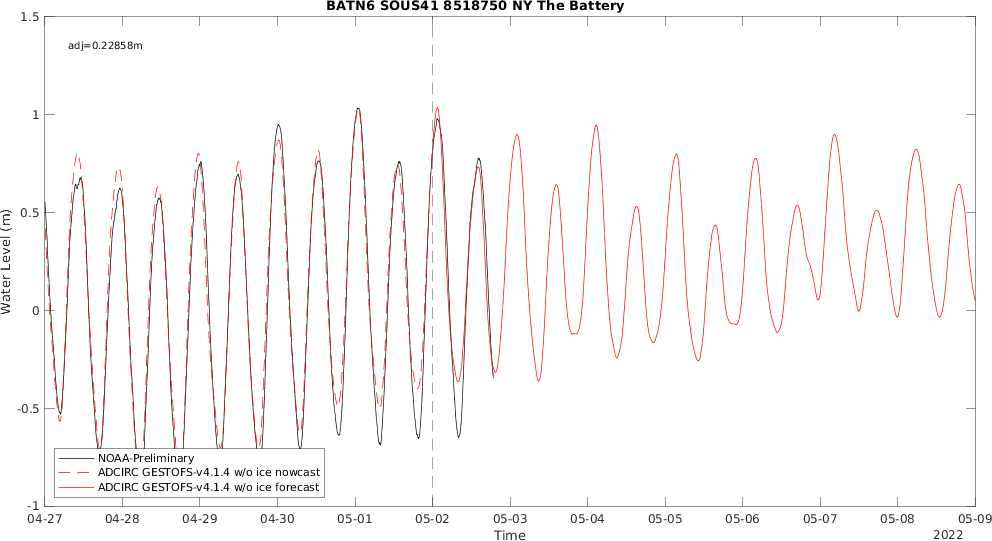 BATN6 SOUS41 8518750 NY The Battery
adj=0.22858m
1.5
1
0.5
0
-0.5
-1
Water Level (m)
NOAA-Preliminary
ADCIRC GESTOFS-v4.1.4 w/o ice nowcast
ADCIRC GESTOFS-v4.1.4 w/o ice forecast
04-27 04-28 04-29 04-30 05-01 05-02 05-03 05-04 05-05 05-06 05-07 05-08 05-09
Time
2022